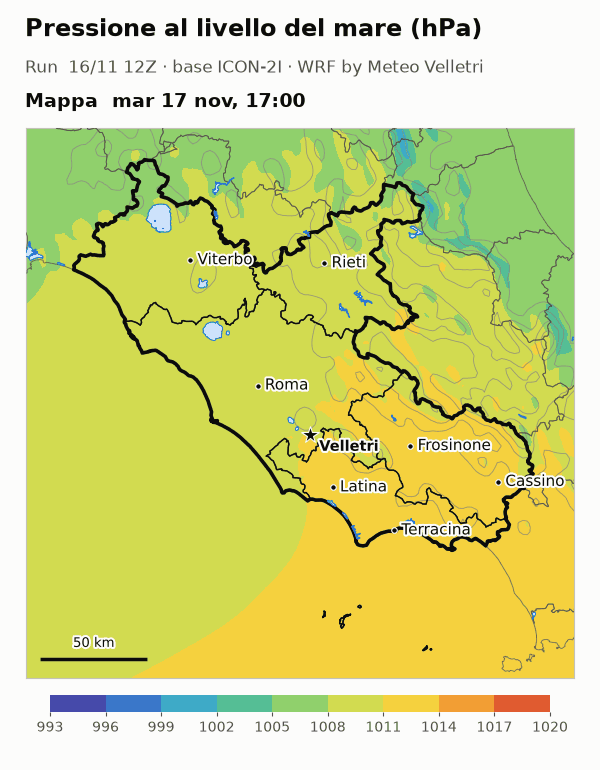 Pressione al livello del mare (hPa)
Run  16/11 12Z · base ICON-2I · WRF by Meteo Velletri
Mappa  mar 17 nov, 17:00
Viterbo
Rieti
Roma
Velletri
Frosinone
Latina
Cassino
Terracina
50 km
993 996 999 1002 1005 1008 1011 1014 1017 1020